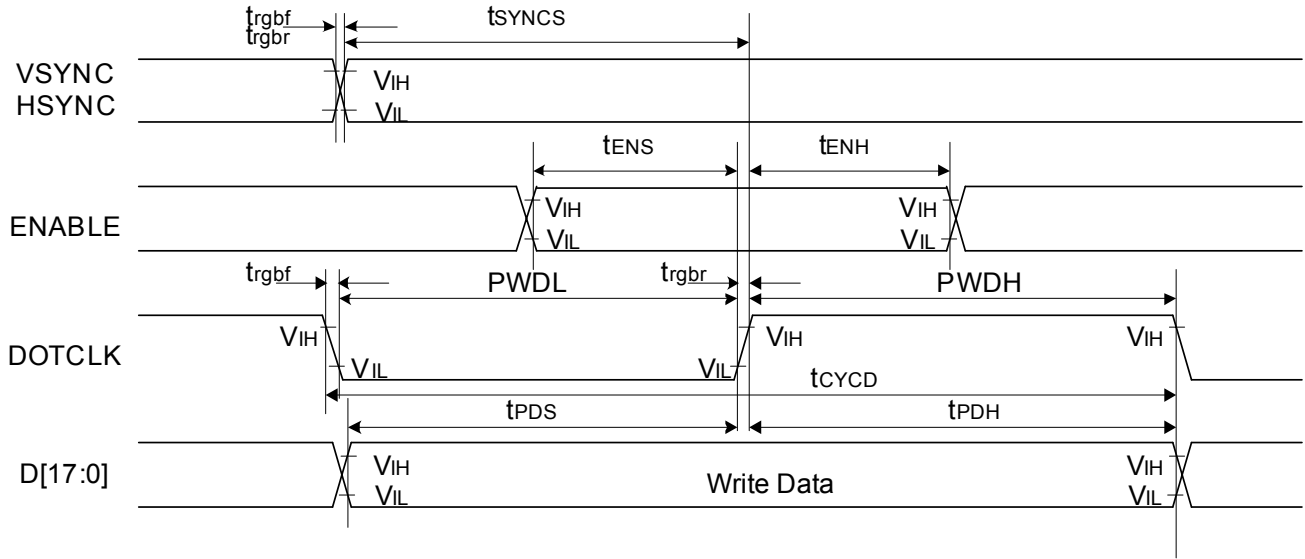 trgbf
trgbr
tSYNCS
VSYNC
HSYNC
VIH
VIL
tENS
tENH
ENABLE
VIH
VIL
VIH
VIL
trgbf
PWDL
trgbr
PWDH
DOTCLK
VIH
VIL
VIL
VIH
VIH
tCYCD
tPDS
tPDH
D[17:0]
VIH
VIL
Write Data
VIH
VIL